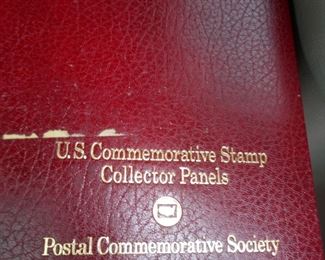 U.S. Commemorative Stamp
Collector Panels
Postal Commemorative Society